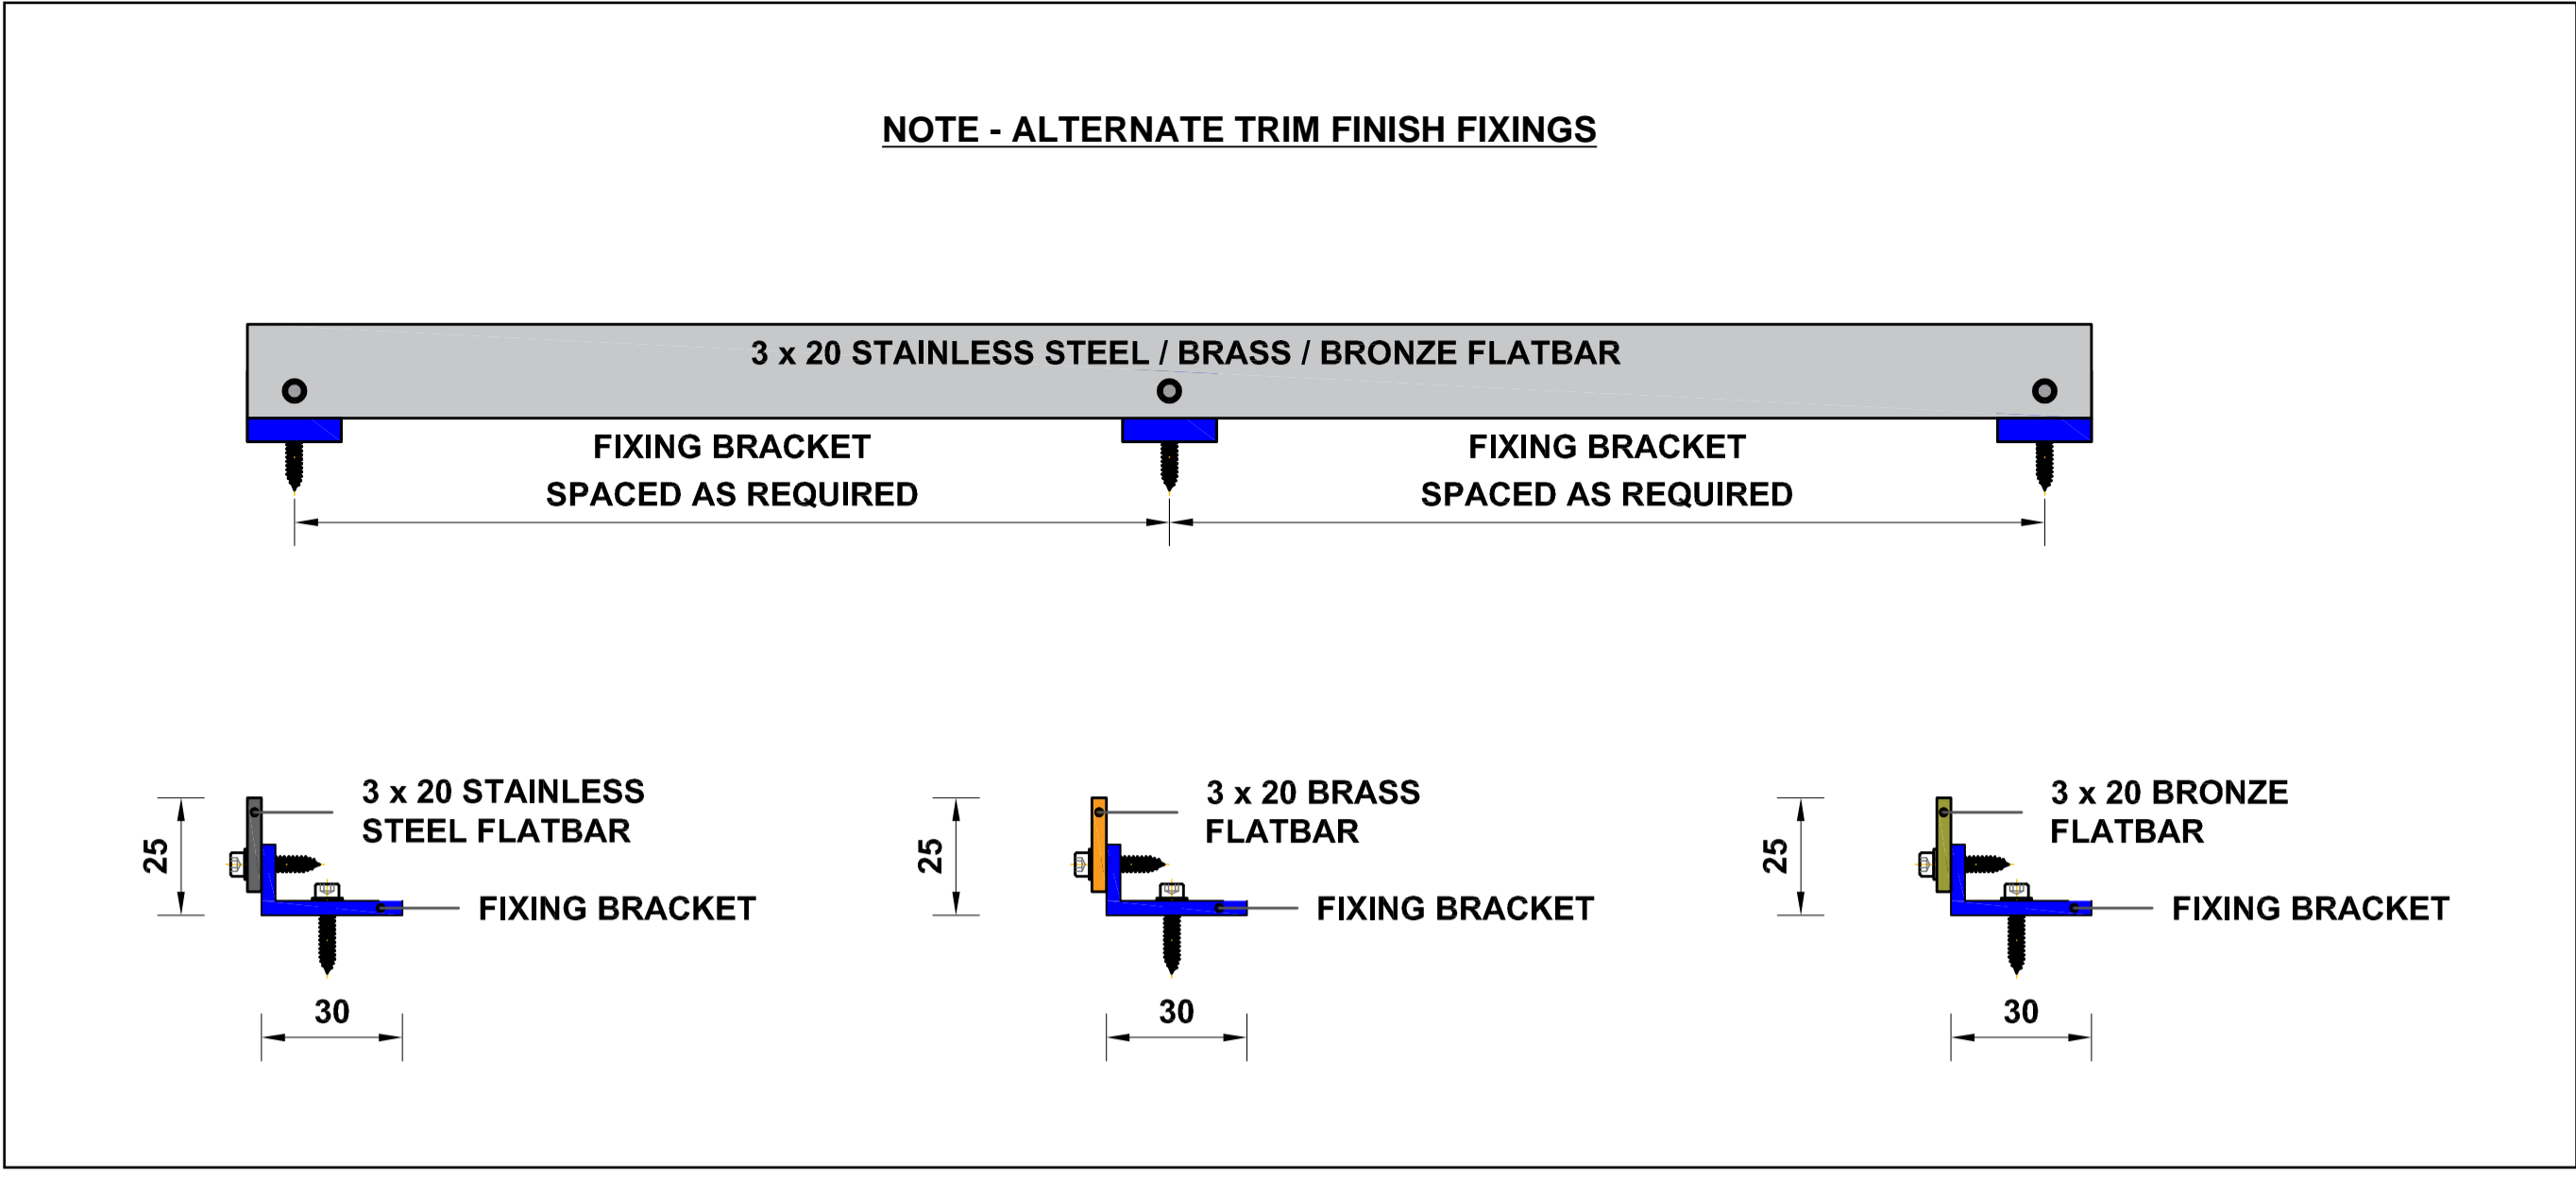 NOTE - ALTERNATE TRIM FINISH FIXINGS
3 x 20 STAINLESS STEEL / BRASS / BRONZE FLATBAR
FIXING BRACKET
SPACED AS REQUIRED
FIXING BRACKET
SPACED AS REQUIRED
25
3 x 20 STAINLESS
STEEL FLATBAR
FIXING BRACKET
30
25
3 x 20 BRASS
FLATBAR
FIXING BRACKET
30
25
3 x 20 BRONZE
FLATBAR
FIXING BRACKET
30